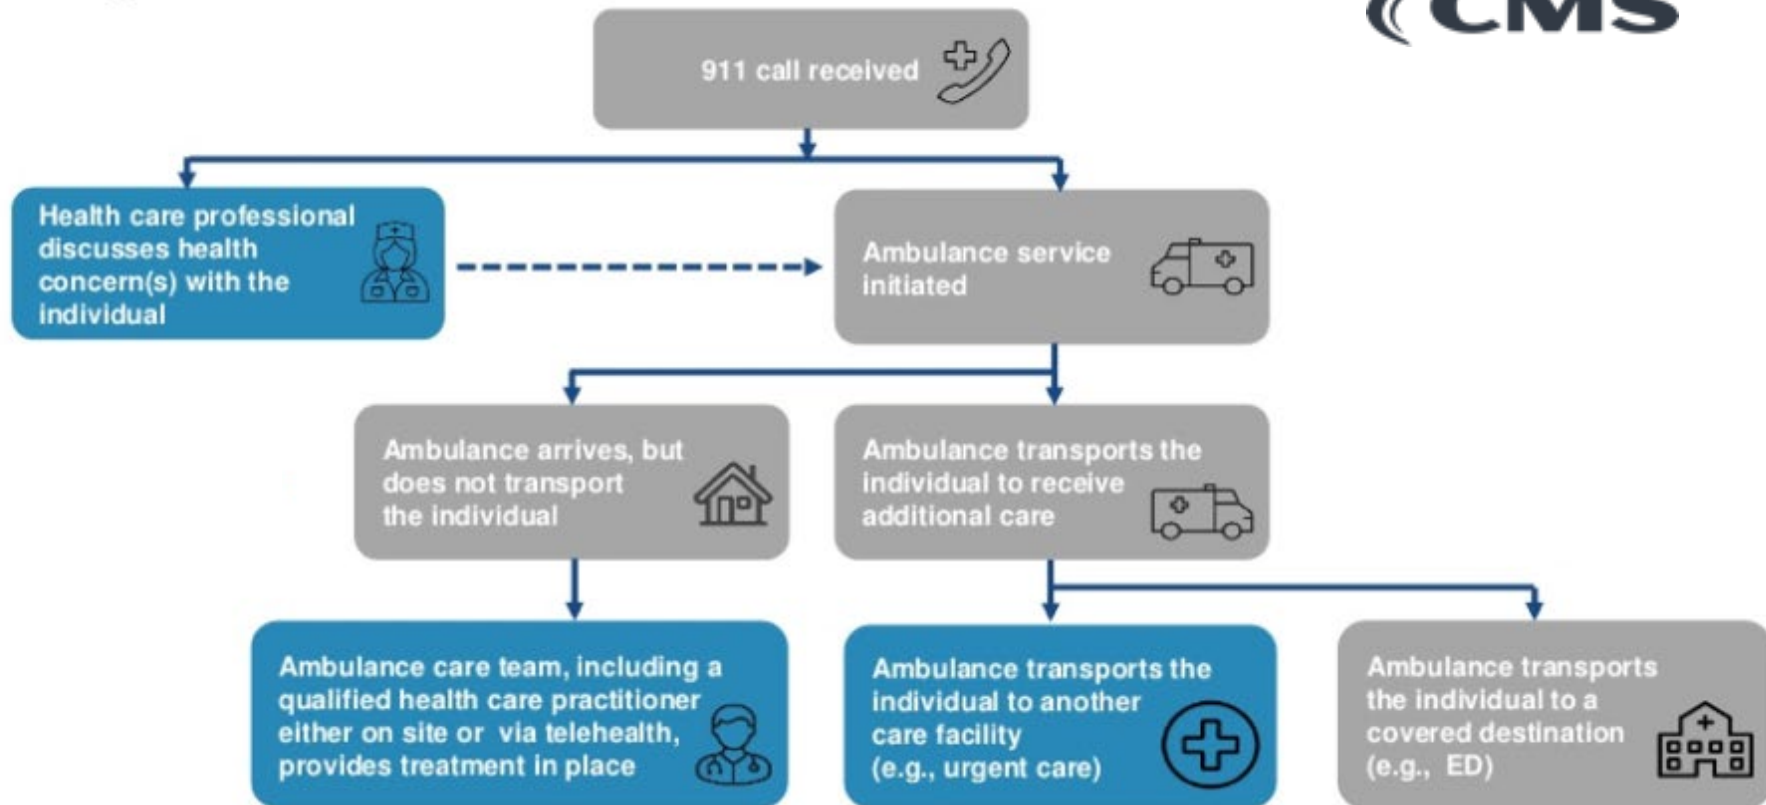 CMS
911 call received
Health care professional
discusses health
concern(s) with the
individual
Ambulance service
initiated
Ambulance arrives, but
does not transport
the individual
Ambulance transports the
individual to receive
additional care
Ambulance care team, including a
qualified health care practitioner
either on site or via telehealth,
provides treatment in place
Ambulance transports the
individual to another
care facility
(e.g., urgent care)
Ambulance transports
the individual to a
covered destination
(e.g., ED)